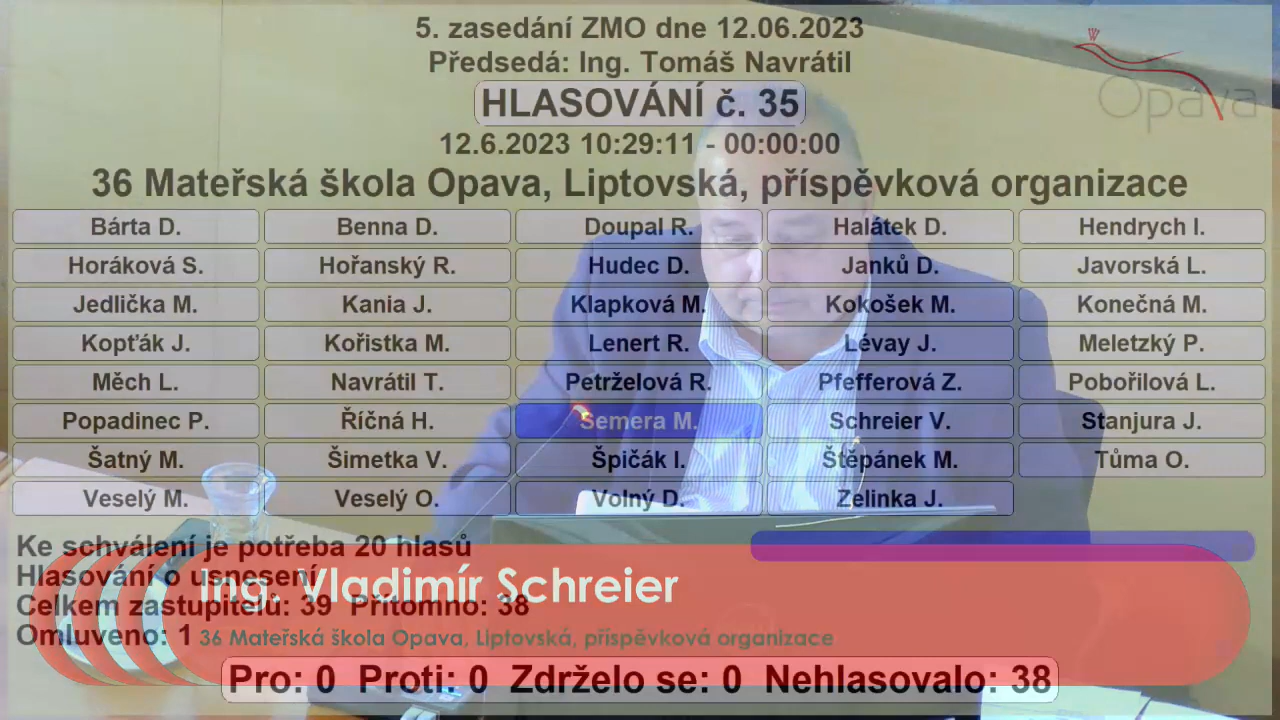 5. zasedání ZMO dne 12.06.2023
Předsedá: Ing. Tomáš Navrátil
Opava
HLASOVÁNÍ č. 35
12.6.2023 10:29:11 - 00:00:00
36 Mateřská škola Opava, Liptovská, příspěvková organizace
Bárta D. Benna D. Doupal R. Halátek D. Hendrych I.
Horáková S. Hořanský R. Hudec D. Janků D. Javorská L.
Jedlička M. Kania J. Klapková M. Kokošek M. Konečná M.
Kopťák J. Kořistka M. Lenert R. Lévay J. Meletzký P.
Měch L. Navrátil T. Petrželová R. Pfefferová Z. Pobořilová L.
Popadinec P. Říčná H. Semera M. Schreier V. Stanjura J.
Šatný M. Šimetka V. Špičák I. Štěpánek M. Tůma O.
Veselý M. Veselý O. Volný D. Zelinka J.
Ke schválení je potřeba 20 hlasů
Hlasování o usnesení
Ing. Vladimír Schreier
Celkem zastupitelů: 39 Přítomno: 38
Omluveno: 1
36 Mateřská škola Opava, Liptovská, příspěvková organizace
Pro: 0 Proti: 0 Zdrželo se: 0 Nehlasovalo: 38